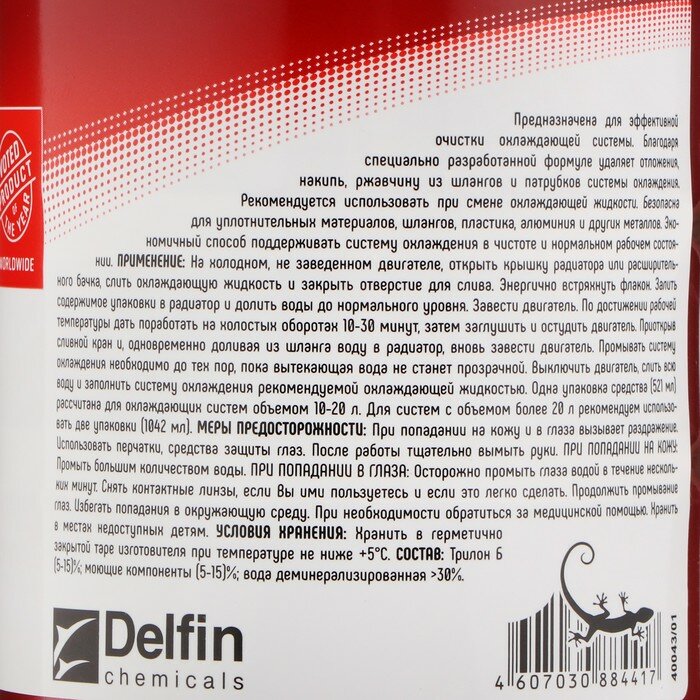 VOTED
PRODUCT
OF
THE YEAR
WORLDWIDE
Предназначена для эффективной
очистки охлаждающей системы. Благодаря
специально разработанной формуле удаляет отложения,
накипь, ржавчину из шлангов и патрубков системы охлаждения.
Рекомендуется использовать при смене охлаждающей жидкости. Безопасна
для уплотнительных материалов, шлангов, пластика, алюминия и других металлов. Эко-
номичный способ поддерживать систему охлаждения в чистоте и нормальном рабочем состоя-
нии. ПРИМЕНЕНИЕ: На холодном, не заведенном двигателе, открыть крышку радиатора или расширитель-
ного бачка, слить охлаждающую жидкость и закрыть отверстие для слива. Энергично встряхнуть флакон. Залить
содержимое упаковки в радиатор и долить воды до нормального уровня. Завести двигатель. По достижении рабочей
температуры дать поработать на холостых оборотах 10-30 минут, затем заглушить и остудить двигатель. Приоткрыв
сливной кран и, одновременно доливая из шланга воду в радиатор, вновь завести двигатель. Промывать систему
охлаждения необходимо до тех пор, пока вытекающая вода не станет прозрачной. Выключить двигатель, слить всю
воду и заполнить систему охлаждения рекомендуемой охлаждающей жидкостью. Одна упаковка средства (521 мл)
рассчитана для охлаждающих систем объемом 10-20 л. Для систем с объемом более 20 л рекомендуем использо-
вать две упаковки (1042 мл). МЕРЫ ПРЕДОСТОРОЖНОСТИ: При попадании на кожу и в глаза вызывает раздражение.
Использовать перчатки, средства защиты глаз. После работы тщательно вымыть руки. ПРИ ПОПАДАНИИ НА КОЖУ:
Промыть большим количеством воды. ПРИ ПОПАДАНИИ В ГЛАЗА: Осторожно промыть глаза водой в течение несколь-
ких минут. Снять контактные линзы, если Вы ими пользуетесь и если это легко сделать. Продолжить промывание
глаз. Избегать попадания в окружающую среду. При необходимости обратиться за медицинской помощью. Хранить
в местах недоступных детям. УСЛОВИЯ ХРАНЕНИЯ: Хранить в герметично
закрытой таре изготовителя при температуре не ниже +5°С. СОСТАВ: Трилон Б
(5-15)%; моющие компоненты (5-15)%; вода деминерализированная >30%.
Delfin
chemicals
4 607030 884417
40043/01